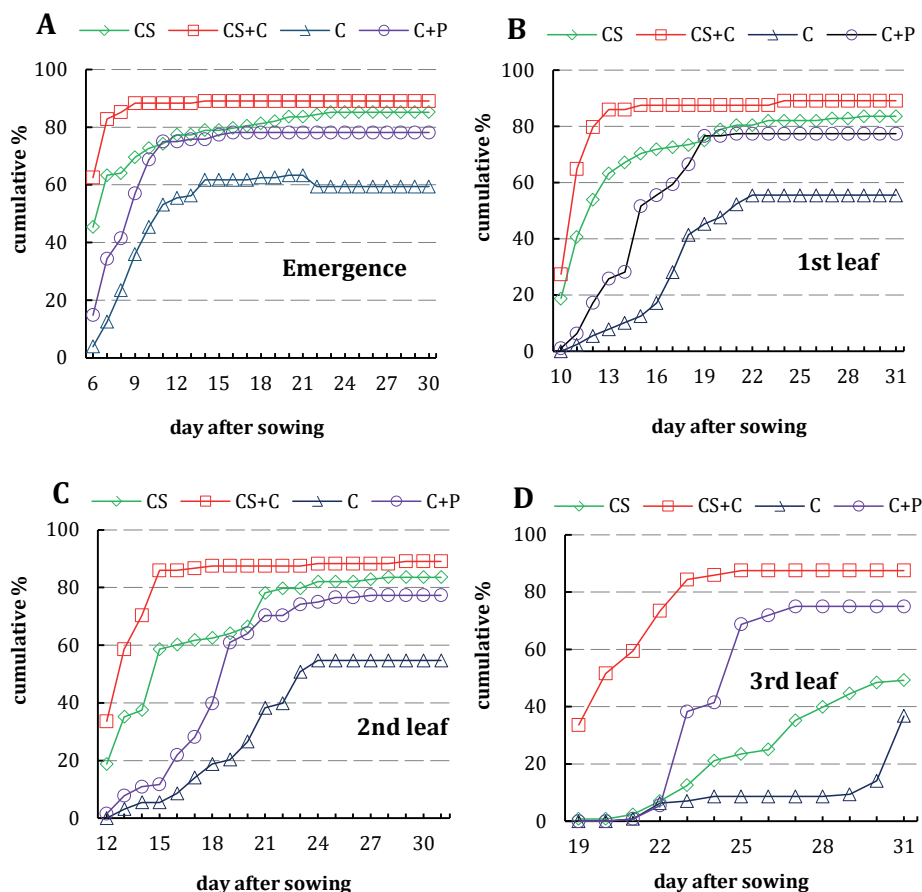 A
CS CS+C C C+P
100
80
60
40
20
0
cumulative %
Emergence
6 9 12 15 18 21 24 27 30
day after sowing
B
CS CS+C C C+P
100
80
60
40
20
0
cumulative %
1st leaf
10 13 16 19 22 25 28 31
day after sowing
C
CS CS+C C C+P
100
80
60
40
20
0
cumulative %
2nd leaf
12 15 18 21 24 27 30
day after sowing
D
CS CS+C C C+P
100
80
60
40
20
0
cumulative %
3rd leaf
19 22 25 28 31
day after sowing